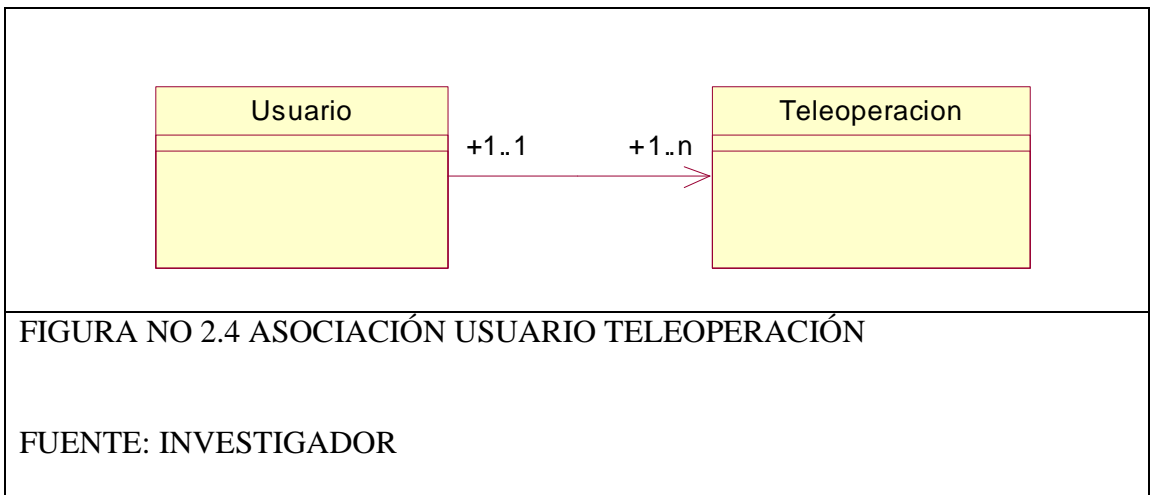 Usuario
Teleoperacion
+1..1
+1..n
FIGURA NO 2.4 ASOCIACIÓN USUARIO TELEOPERACIÓN
FUENTE: INVESTIGADOR